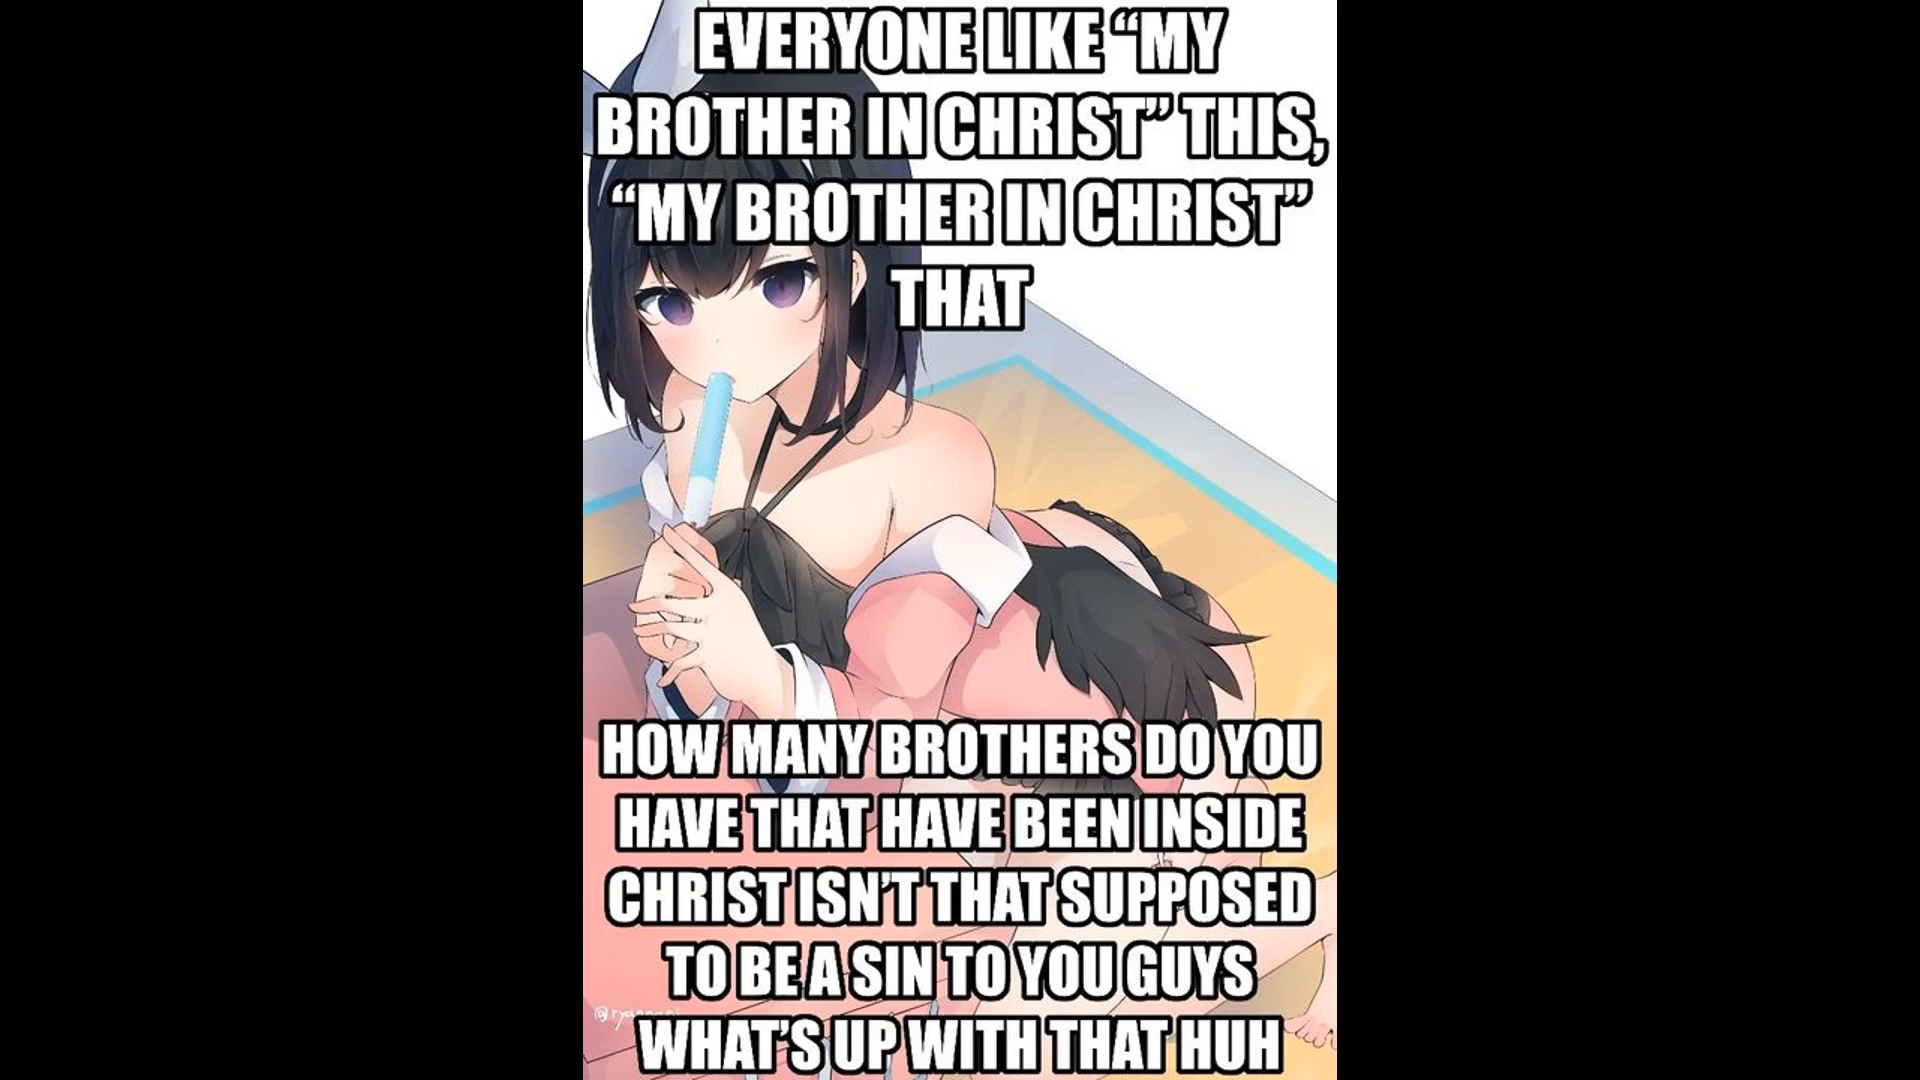 EVERYONE LIKE “MY
BROTHER IN CHRIST” THIS,
“MY BROTHER IN CHRIST”
THAT
HOW MANY BROTHERS DO YOU
HAVE THAT HAVE BEEN INSIDE
CHRIST ISN’T THAT SUPPOSED
TO BE A SIN TO YOU GUYS
WHAT’S UP WITH THAT HUH